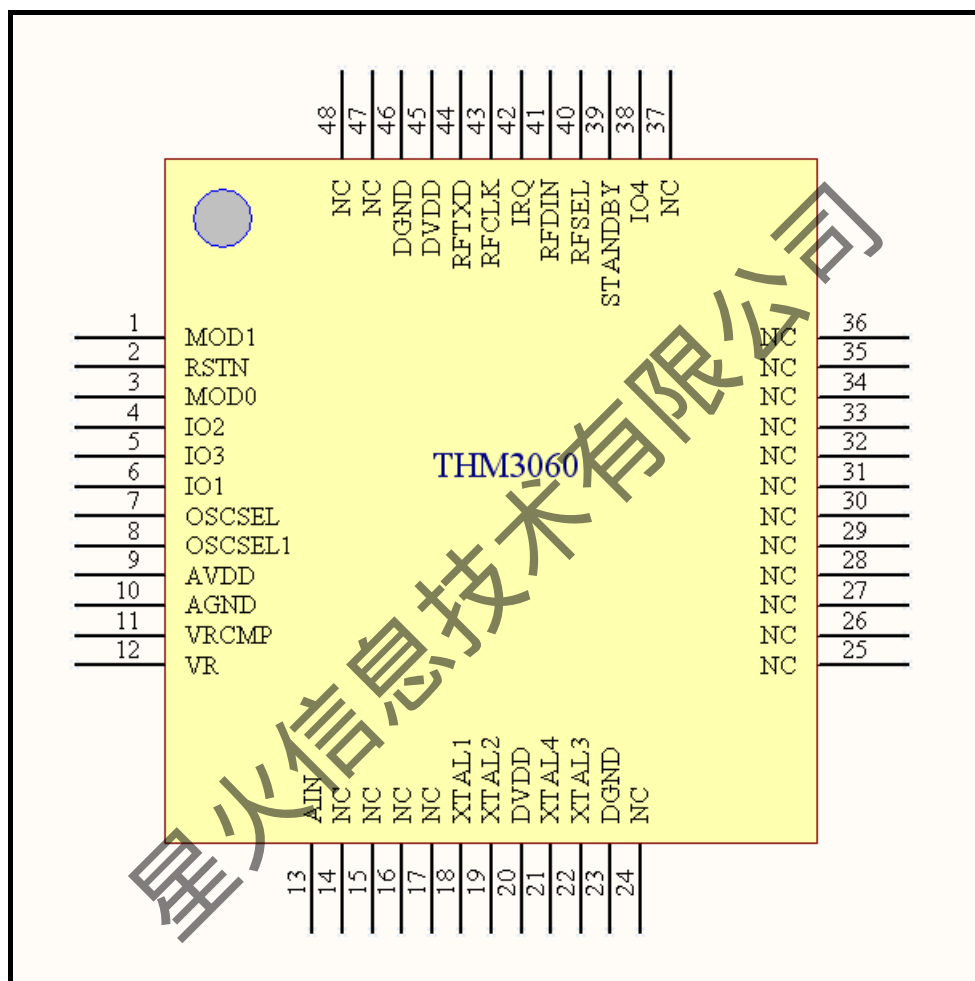 48
47
46
45
44
43
42
41
40
39
38
37
NC
NC
DGND
DVDD
RFTXD
RFCLK
IRQ
RFDIN
RFSEL
STANDBY
IO4
NC
1 MOD1
2 RSTN
3 MOD0
4 IO2
5 IO3
6 IO1
7 OSCSEL
8 OSCSEL1
9 AVDD
10 AGND
11 VRCMP
12 VR
THM3060
NC 36
NC 35
NC 34
NC 33
NC 32
NC 31
NC 30
NC 29
NC 28
NC 27
NC 26
NC 25
AIN
NC
NC
NC
NC
XTAL1
XTAL2
DVDD
XTAL4
XTAL3
DGND
NC
13
14
15
16
17
18
19
20
21
22
23
24
星火信息技术有限公司